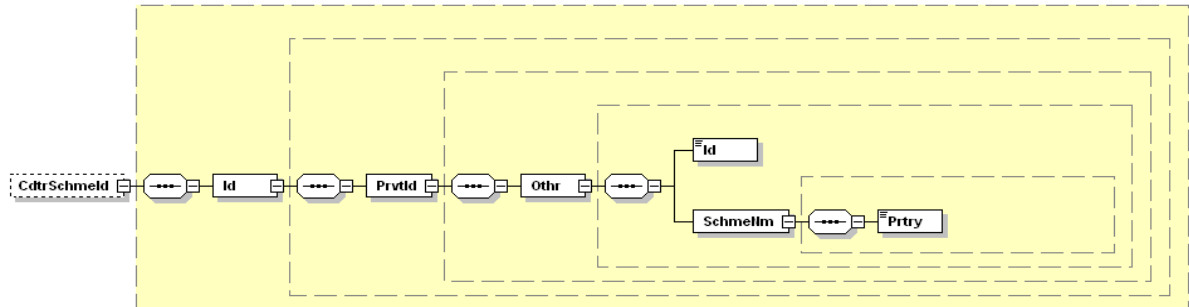 Id
CdtrSchmeId
Id
PrvtId
Othr
SchmeNm
Prtry